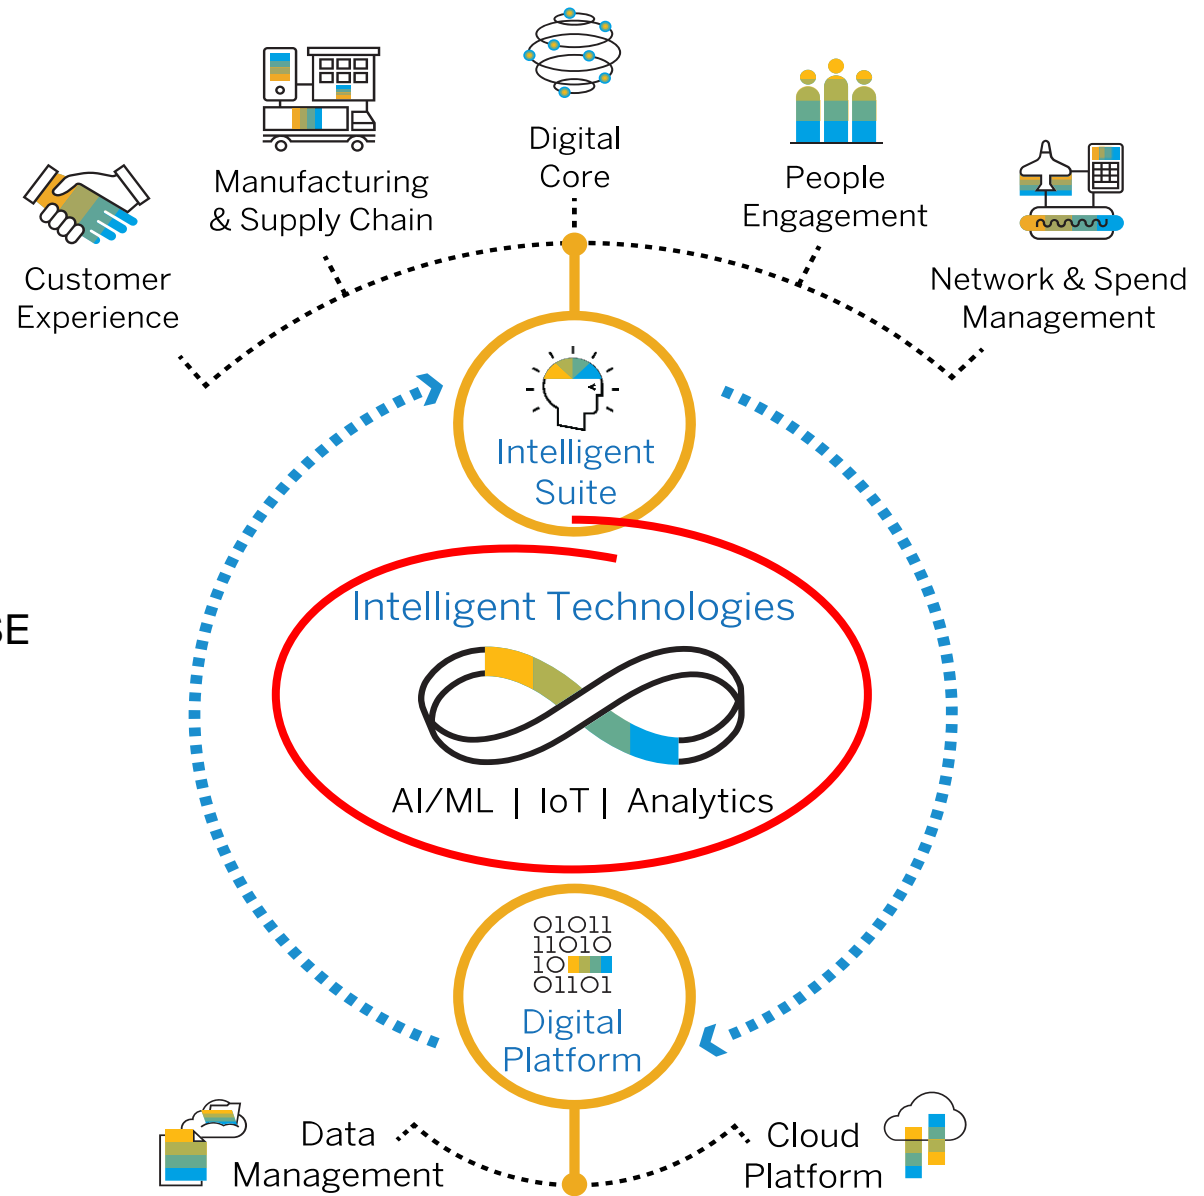 Digital
Core
Manufacturing
& Supply Chain
People
Engagement
Customer
Experience
Network & Spend
Management
Intelligent
Suite
Intelligent Technologies
SE
AI/ML | IoT | Analytics
01011
11010
10
01101
Digital
Platform
Data
Management
Cloud
Platform